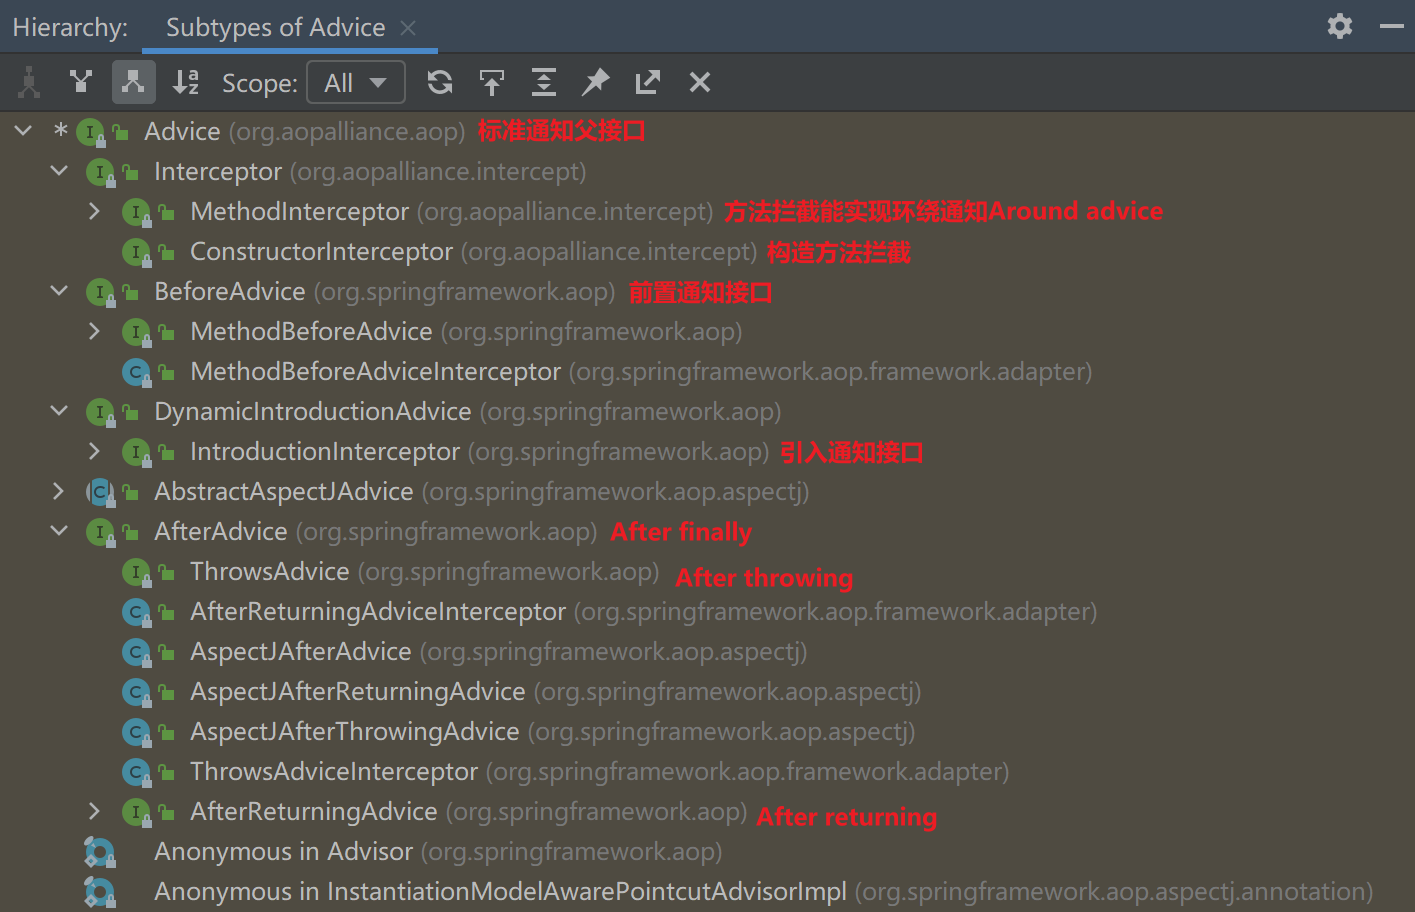 Hierarchy: Subtypes of Advice
Scope: All
* Advice (org.aopalliance.aop) 标准通知父接口
Interceptor (org.aopalliance.intercept)
MethodInterceptor (org.aopalliance.intercept) 方法拦截能实现环绕通知Around advice
ConstructorInterceptor (org.aopalliance.intercept) 构造方法拦截
BeforeAdvice (org.springframework.aop) 前置通知接口
MethodBeforeAdvice (org.springframework.aop)
MethodBeforeAdviceInterceptor (org.springframework.aop.framework.adapter)
DynamicIntroductionAdvice (org.springframework.aop)
IntroductionInterceptor (org.springframework.aop) 引入通知接口
AbstractAspectJAdvice (org.springframework.aop.aspectj)
AfterAdvice (org.springframework.aop) After finally
ThrowsAdvice (org.springframework.aop) After throwing
AfterReturningAdviceInterceptor (org.springframework.aop.framework.adapter)
AspectJAfterAdvice (org.springframework.aop.aspectj)
AspectJAfterReturningAdvice (org.springframework.aop.aspectj)
AspectJAfterThrowingAdvice (org.springframework.aop.aspectj)
ThrowsAdviceInterceptor (org.springframework.aop.framework.adapter)
AfterReturningAdvice (org.springframework.aop) After returning
Anonymous in Advisor (org.springframework.aop)
Anonymous in InstantiationModelAwarePointcutAdvisorImpl (org.springframework.aop.aspectj.annotation)